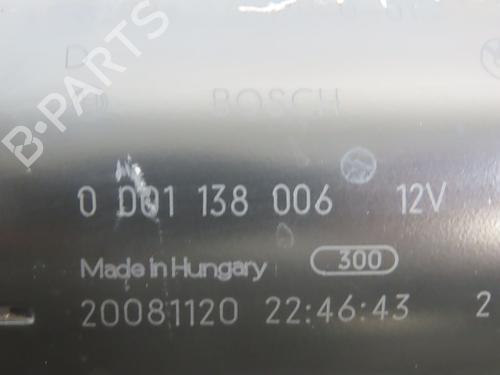 B-PARTS
D
BOSCH
0 001 138 006 12V
Made in Hungary 300
20081120 22:46:43 2